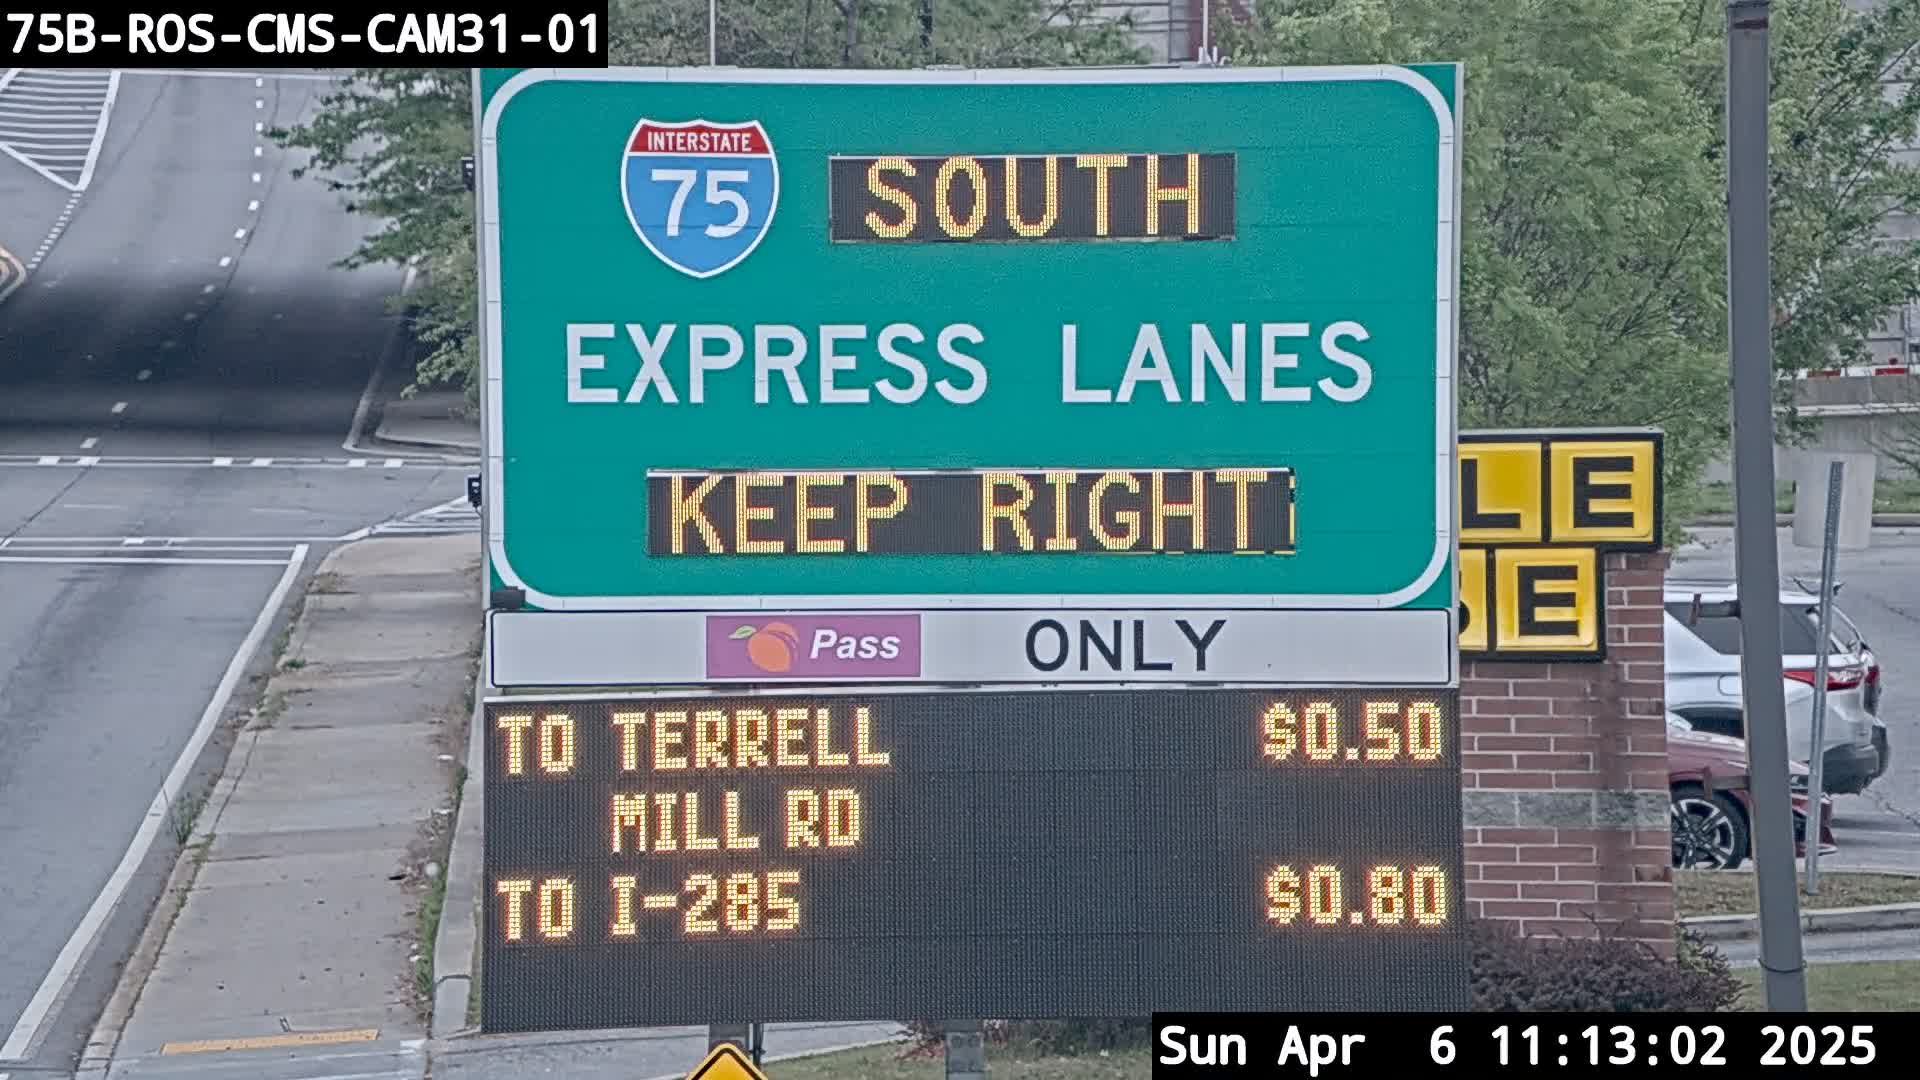 75B-ROS-CMS-CAM31-01
INTERSTATE
75
SOUTH
EXPRESS LANES
KEEP RIGHT
Pass ONLY
LE
E
TO TERRELL $0.50
MILL RD
TO I-285 $0.80
Sun Apr 6 11:13:02 2025